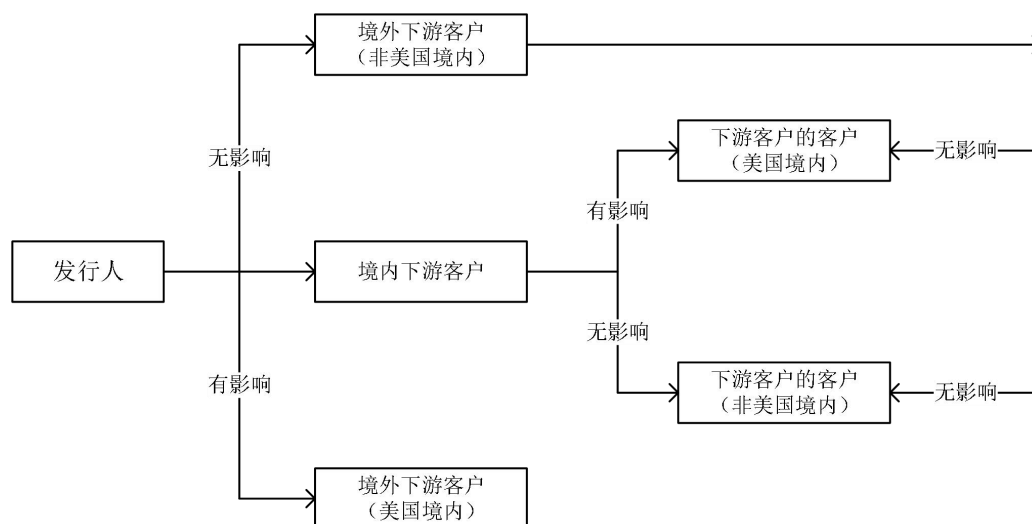 境外下游客户
（非美国境内）
无影响
下游客户的客户
（美国境内）
无影响
有影响
发行人
境内下游客户
无影响
有影响
下游客户的客户
（非美国境内）
无影响
境外下游客户
（美国境内）